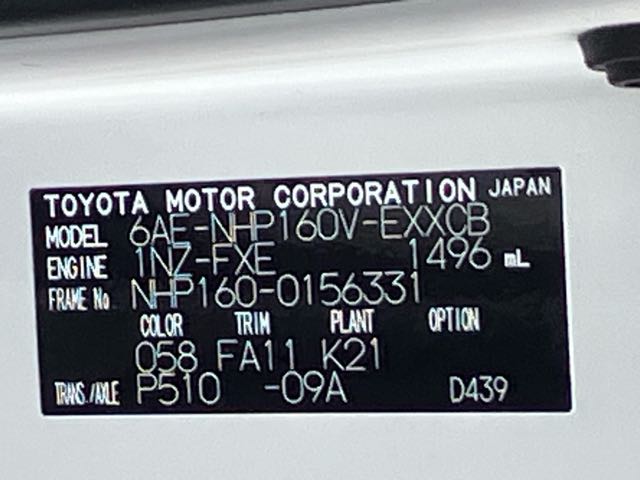 TOYOTA MOTOR CORPORATION JAPAN
MODEL 6AE-NHP160V-EXXCB
ENGINE 1NZ-FXE 1496 mL
FRAME No. NHP160-0156331
COLOR TRIM PLANT OPTION
058 FA11 K21
TRANS./AXLE P510 -09A D439